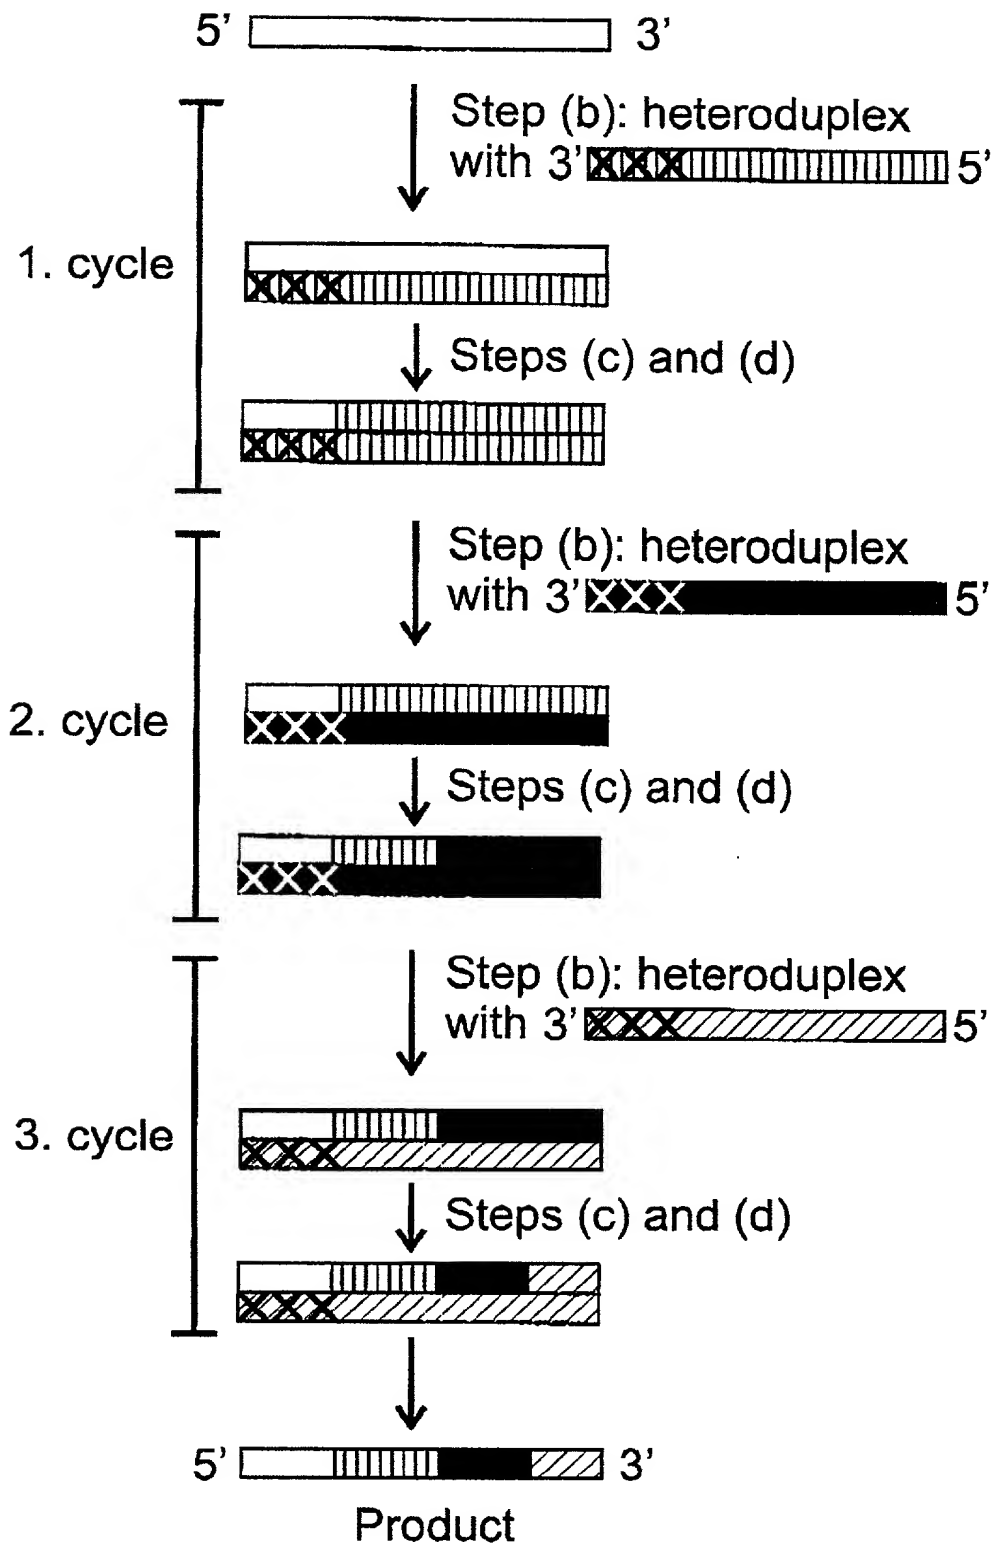 5’ 3’
Step (b): heteroduplex
with 3’ 5’
1. cycle
Steps (c) and (d)
Step (b): heteroduplex
with 3’ 5’
2. cycle
Steps (c) and (d)
Step (b): heteroduplex
with 3’ 5’
3. cycle
Steps (c) and (d)
5’ 3’
Product